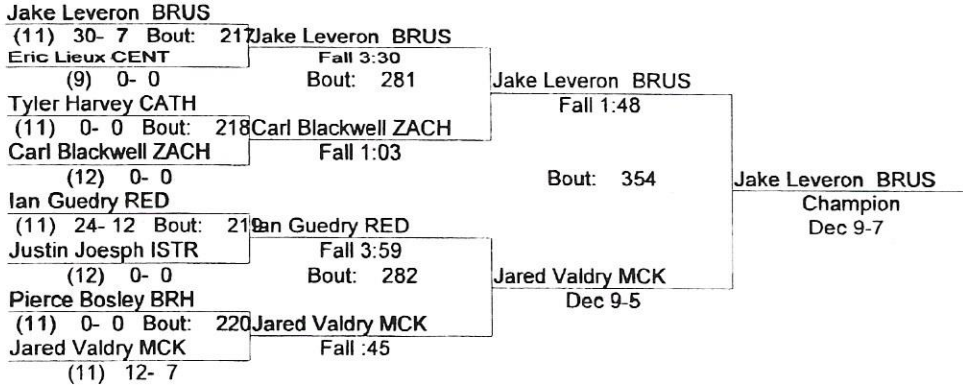 Jake Leveron BRUS
(11) 30- 7 Bout: 217
Eric Lieux CENT
(9) 0- 0
Tyler Harvey CATH
(11) 0- 0 Bout: 218
Carl Blackwell ZACH
(12) 0- 0
Ian Guedry RED
(11) 24- 12 Bout: 219
Justin Joesph ISTR
(12) 0- 0
Pierce Bosley BRH
(11) 0- 0 Bout: 220
Jared Valdry MCK
(11) 12- 7
Jake Leveron BRUS
Fall 3:30
Bout: 281
Carl Blackwell ZACH
Fall 1:03
Ian Guedry RED
Fall 3:59
Bout: 282
Jared Valdry MCK
Fall :45
Jake Leveron BRUS
Fall 1:48
Bout: 354
Jared Valdry MCK
Dec 9-5
Jake Leveron BRUS
Champion
Dec 9-7